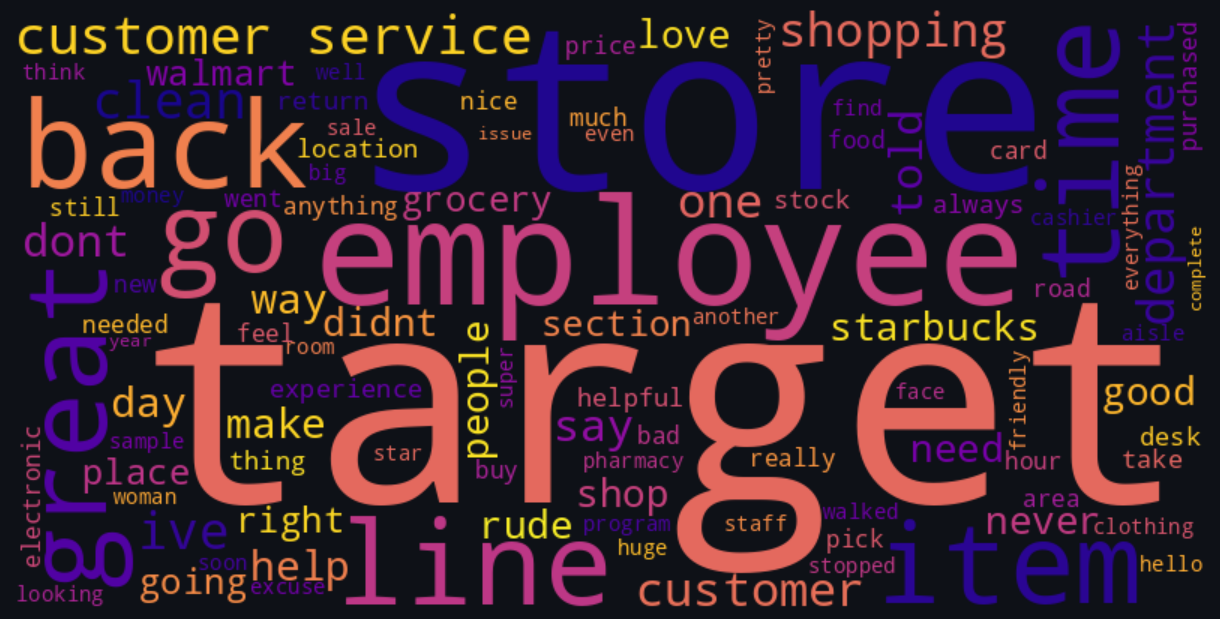 customer service
price
love
pretty
shopping
think
walmart
well
store
time
department
purchased
clean
return
nice
much
find
back
sale
issue
even
food
told
card
location
big
money
still
went
anything
grocery
one
stock
always
cashier
everything
dont
go
employee
complete
great
new
way
road
needed
feel
didnt
people
section
another
starbucks
aisle
year
room
target
super
friendly
experience
helpful
face
good
day
make
say
bad
need
desk
sample
star
electronic
place
thing
buy
pharmacy
really
hour
take
woman
shop
area
ive
right
line
rude
program
staff
walked
item
never
clothing
huge
pick
soon
help
stopped
hello
looking
going
excuse
customer